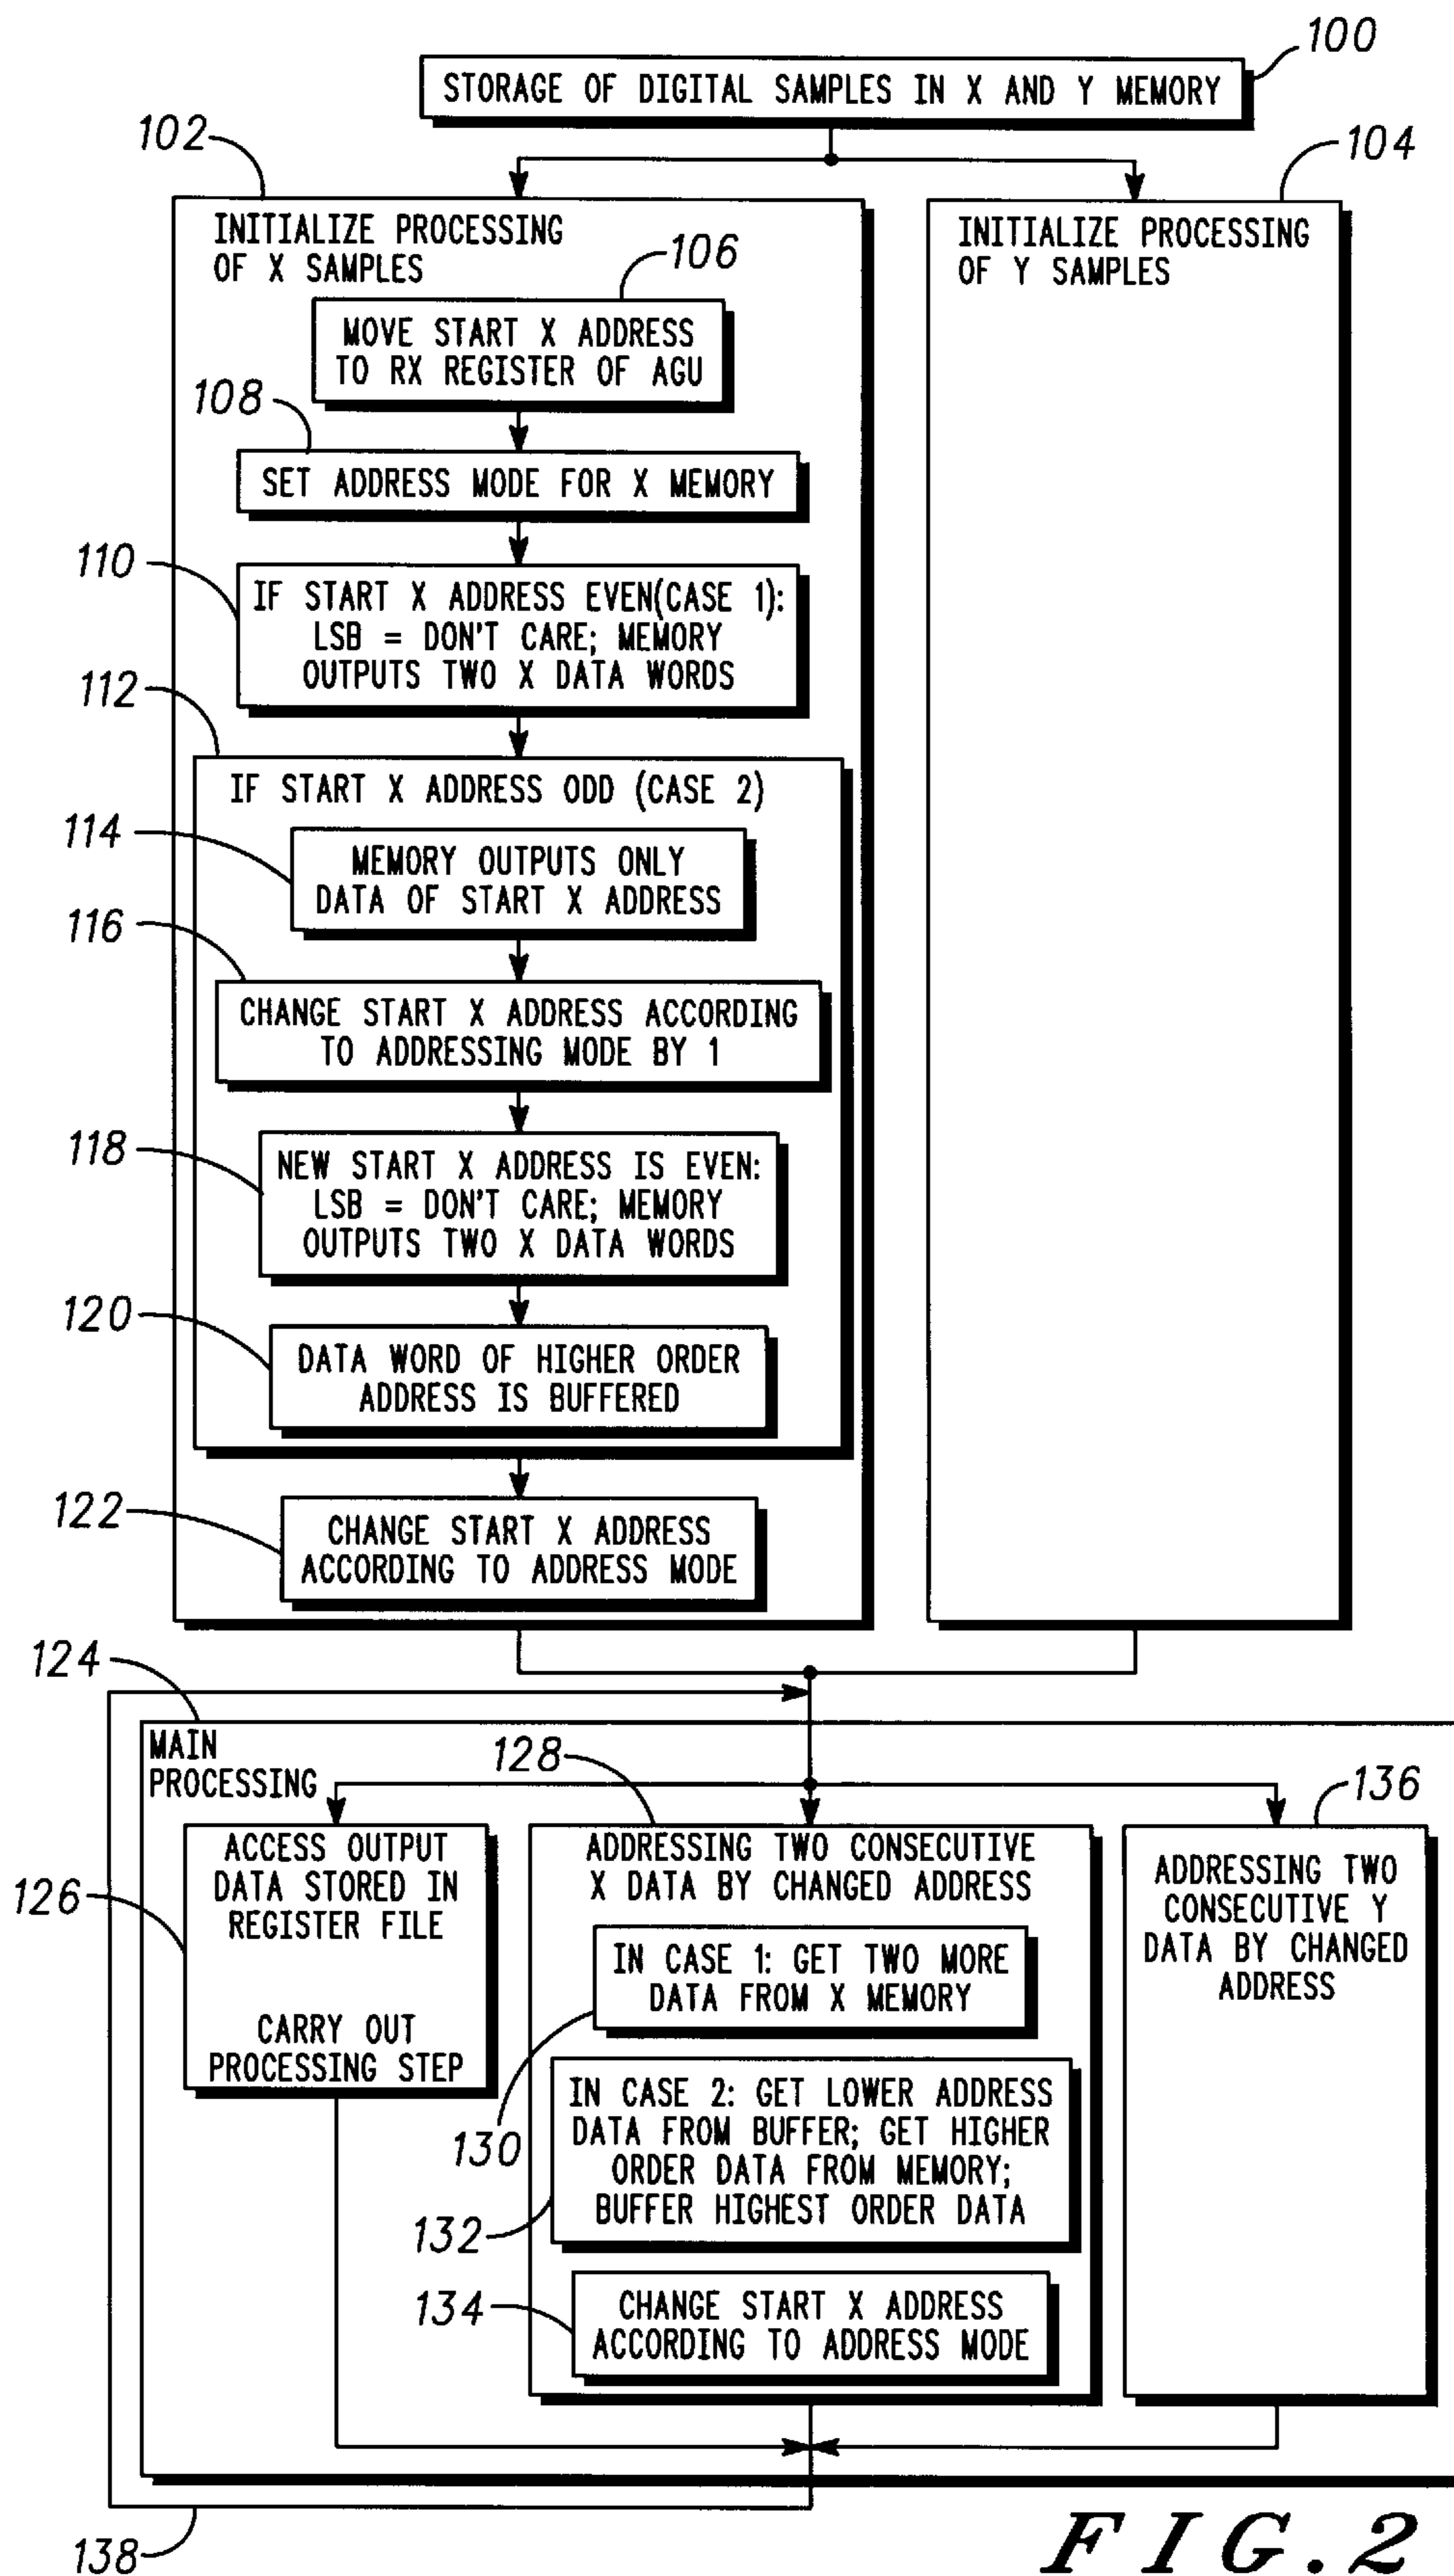 100
STORAGE OF DIGITAL SAMPLES IN X AND Y MEMORY
102
104
INITIALIZE PROCESSING
OF X SAMPLES
106
MOVE START X ADDRESS
TO RX REGISTER OF AGU
108
SET ADDRESS MODE FOR X MEMORY
110
IF START X ADDRESS EVEN(CASE 1):
LSB = DON'T CARE; MEMORY
OUTPUTS TWO X DATA WORDS
112
IF START X ADDRESS ODD (CASE 2)
114
MEMORY OUTPUTS ONLY
DATA OF START X ADDRESS
116
CHANGE START X ADDRESS ACCORDING
TO ADDRESSING MODE BY 1
118
NEW START X ADDRESS IS EVEN:
LSB = DON'T CARE; MEMORY
OUTPUTS TWO X DATA WORDS
120
DATA WORD OF HIGHER ORDER
ADDRESS IS BUFFERED
122
CHANGE START X ADDRESS
ACCORDING TO ADDRESS MODE
INITIALIZE PROCESSING
OF Y SAMPLES
124
MAIN
PROCESSING
126
ACCESS OUTPUT
DATA STORED IN
REGISTER FILE
CARRY OUT
PROCESSING STEP
128
ADDRESSING TWO CONSECUTIVE
X DATA BY CHANGED ADDRESS
IN CASE 1: GET TWO MORE
DATA FROM X MEMORY
130
IN CASE 2: GET LOWER ADDRESS
DATA FROM BUFFER; GET HIGHER
ORDER DATA FROM MEMORY;
BUFFER HIGHEST ORDER DATA
132
134
CHANGE START X ADDRESS
ACCORDING TO ADDRESS MODE
136
ADDRESSING TWO
CONSECUTIVE Y
DATA BY CHANGED
ADDRESS
138
FIG.2